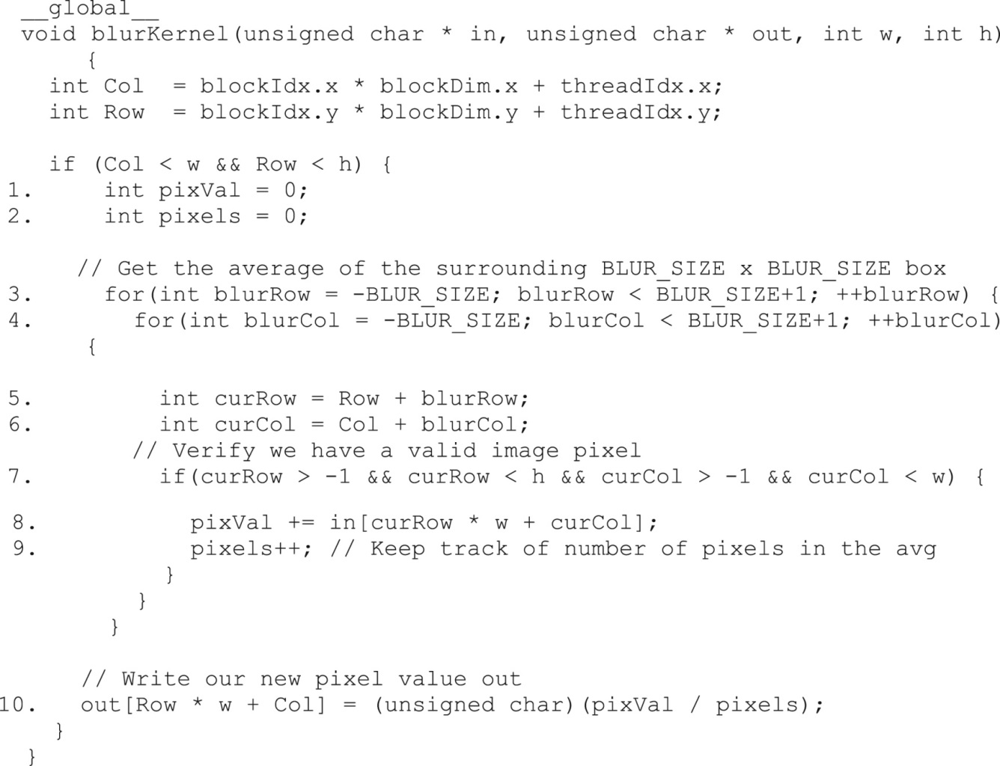 __global__
void blurKernel(unsigned char * in, unsigned char * out, int w, int h)
{
int Col = blockIdx.x * blockDim.x + threadIdx.x;
int Row = blockIdx.y * blockDim.y + threadIdx.y;
if (Col < w && Row < h) {
1. int pixVal = 0;
2. int pixels = 0;
// Get the average of the surrounding BLUR_SIZE x BLUR_SIZE box
3. for(int blurRow = -BLUR_SIZE; blurRow < BLUR_SIZE+1; ++blurRow) {
4. for(int blurCol = -BLUR_SIZE; blurCol < BLUR_SIZE+1; ++blurCol)
{
5. int curRow = Row + blurRow;
6. int curCol = Col + blurCol;
// Verify we have a valid image pixel
7. if(curRow > -1 && curRow < h && curCol > -1 && curCol < w) {
8. pixVal += in[curRow * w + curCol];
9. pixels++; // Keep track of number of pixels in the avg
}
}
}
// Write our new pixel value out
10. out[Row * w + Col] = (unsigned char)(pixVal / pixels);
}
}